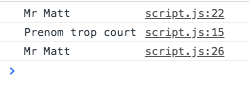 Mr Matt script.js:22
Prenom trop court script.js:15
Mr Matt script.js:26
>